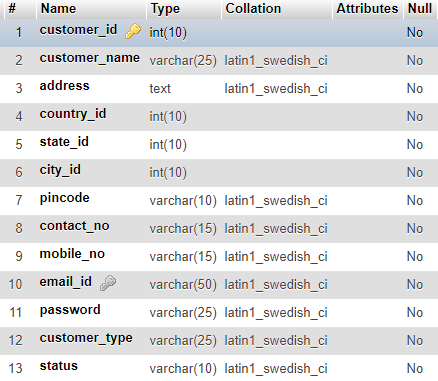 # Name Type Collation Attributes Null
1 customer_id int(10) No
2 customer_name varchar(25) latin1_swedish_ci No
3 address text latin1_swedish_ci No
4 country_id int(10) No
5 state_id int(10) No
6 city_id int(10) No
7 pincode varchar(10) latin1_swedish_ci No
8 contact_no varchar(15) latin1_swedish_ci No
9 mobile_no varchar(15) latin1_swedish_ci No
10 email_id varchar(50) latin1_swedish_ci No
11 password varchar(25) latin1_swedish_ci No
12 customer_type varchar(25) latin1_swedish_ci No
13 status varchar(10) latin1_swedish_ci No